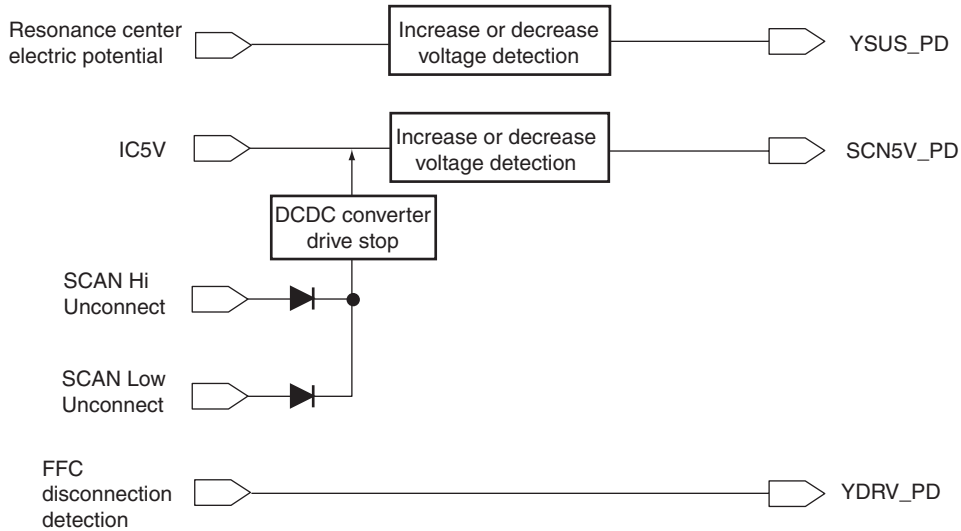 Resonance center
electric potential
Increase or decrease
voltage detection
YSUS_PD
IC5V
Increase or decrease
voltage detection
SCN5V_PD
DCDC converter
drive stop
SCAN Hi
Unconnect
SCAN Low
Unconnect
FFC
disconnection
detection
YDRV_PD